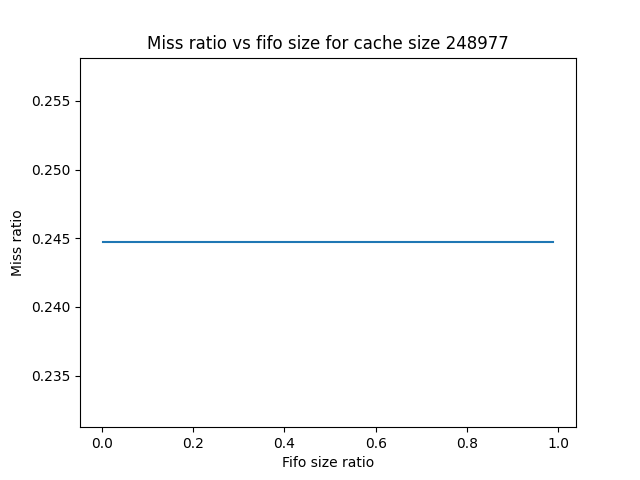 Miss ratio vs fifo size for cache size 248977
0.255
0.250
0.245
0.240
0.235
Miss ratio
0.0 0.2 0.4 0.6 0.8 1.0
Fifo size ratio